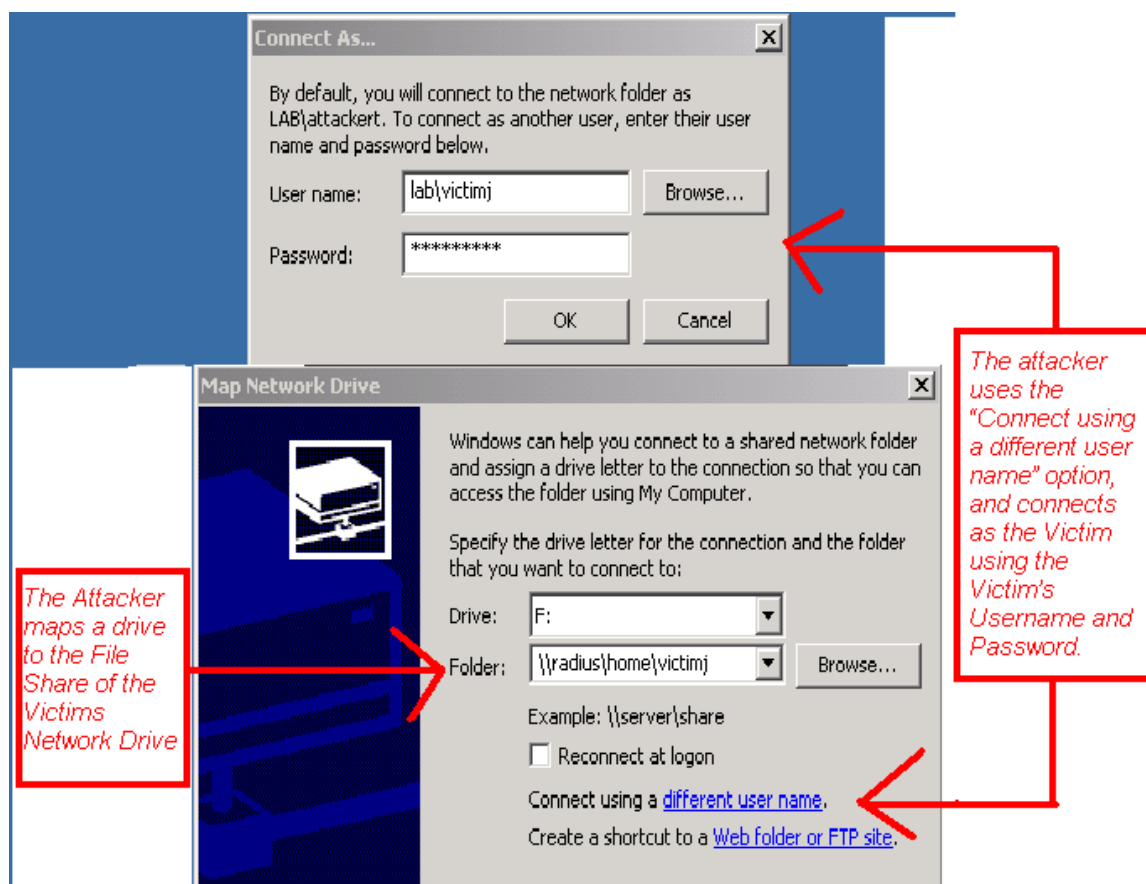 Connect As...
By default, you will connect to the network folder as
LAB\attackert. To connect as another user, enter their user
name and password below.
User name:
lab\victimj
Browse...
Password:
*********
OK
Cancel
Map Network Drive
Windows can help you connect to a shared network folder
and assign a drive letter to the connection so that you can
access the folder using My Computer.
Specify the drive letter for the connection and the folder
that you want to connect to:
Drive:
F:
Folder:
\\radius\home\victimj
Browse...
Example: \\server\share
Reconnect at logon
Connect using a different user name.
Create a shortcut to a Web folder or FTP site.
The Attacker
maps a drive
to the File
Share of the
Victims
Network Drive
The attacker
uses the
"Connect using
a different user
name" option,
and connects
as the Victim
using the
Victim's
Username and
Password.